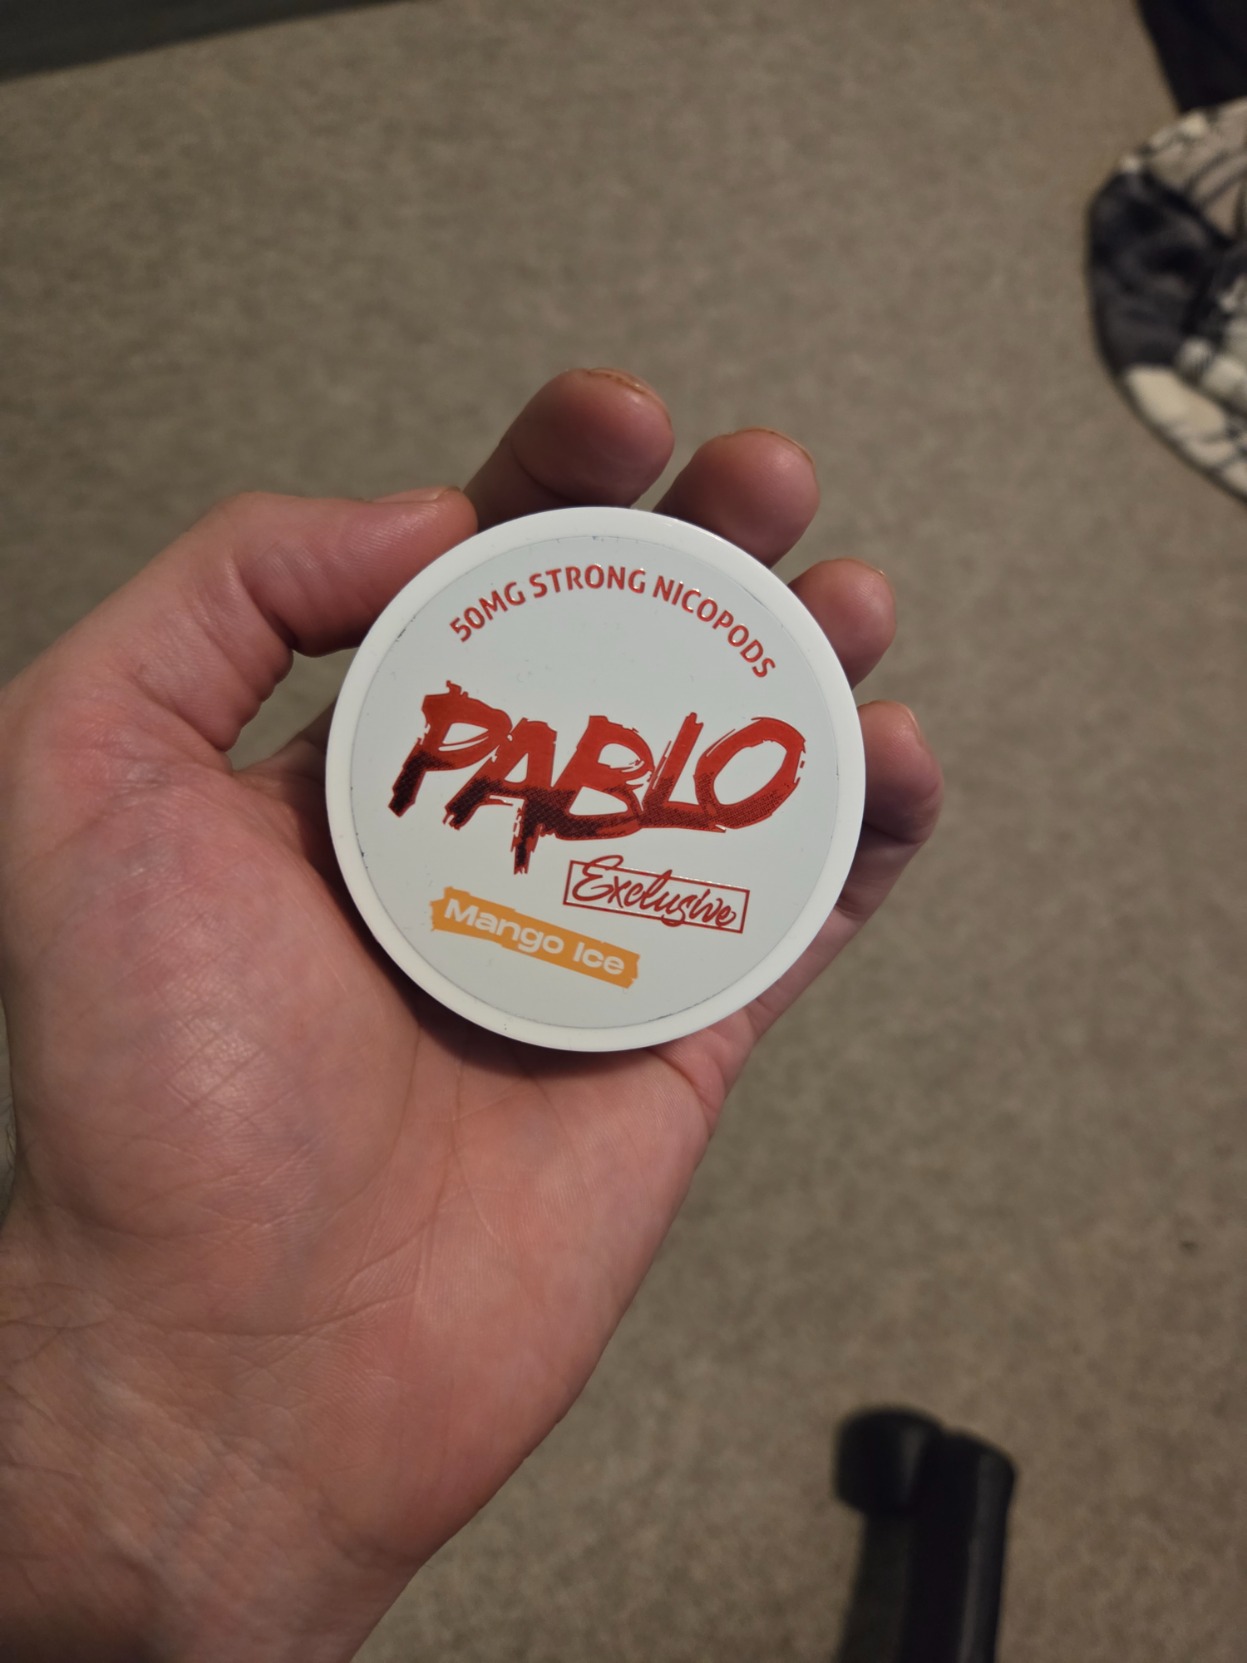 50MG STRONG NICOPODS
PABLO
Exclusive
Mango Ice